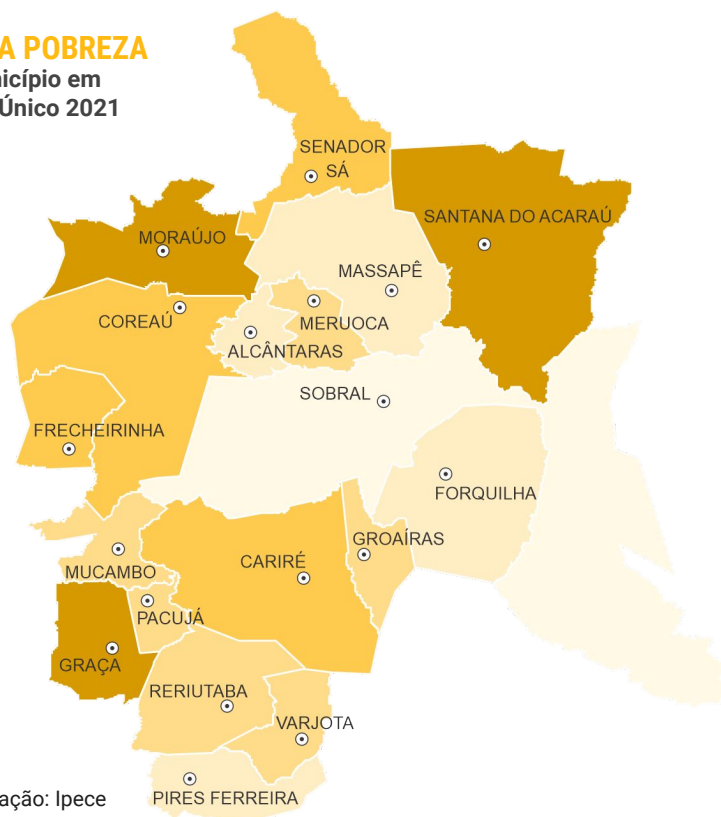 A POBREZA
nicípio em
Único 2021
SENADOR
SÁ
SANTANA DO ACARAÚ
MORAÚJO
MASSAPÊ
COREAÚ
MERUOCA
ALCÂNTARAS
SOBRAL
FRECHEIRINHA
FORQUILHA
GROAÍRAS
CARIRÉ
MUCAMBO
PACUJÁ
GRAÇA
RERIUTABA
VARJOTA
PIRES FERREIRA
ação: Ipece